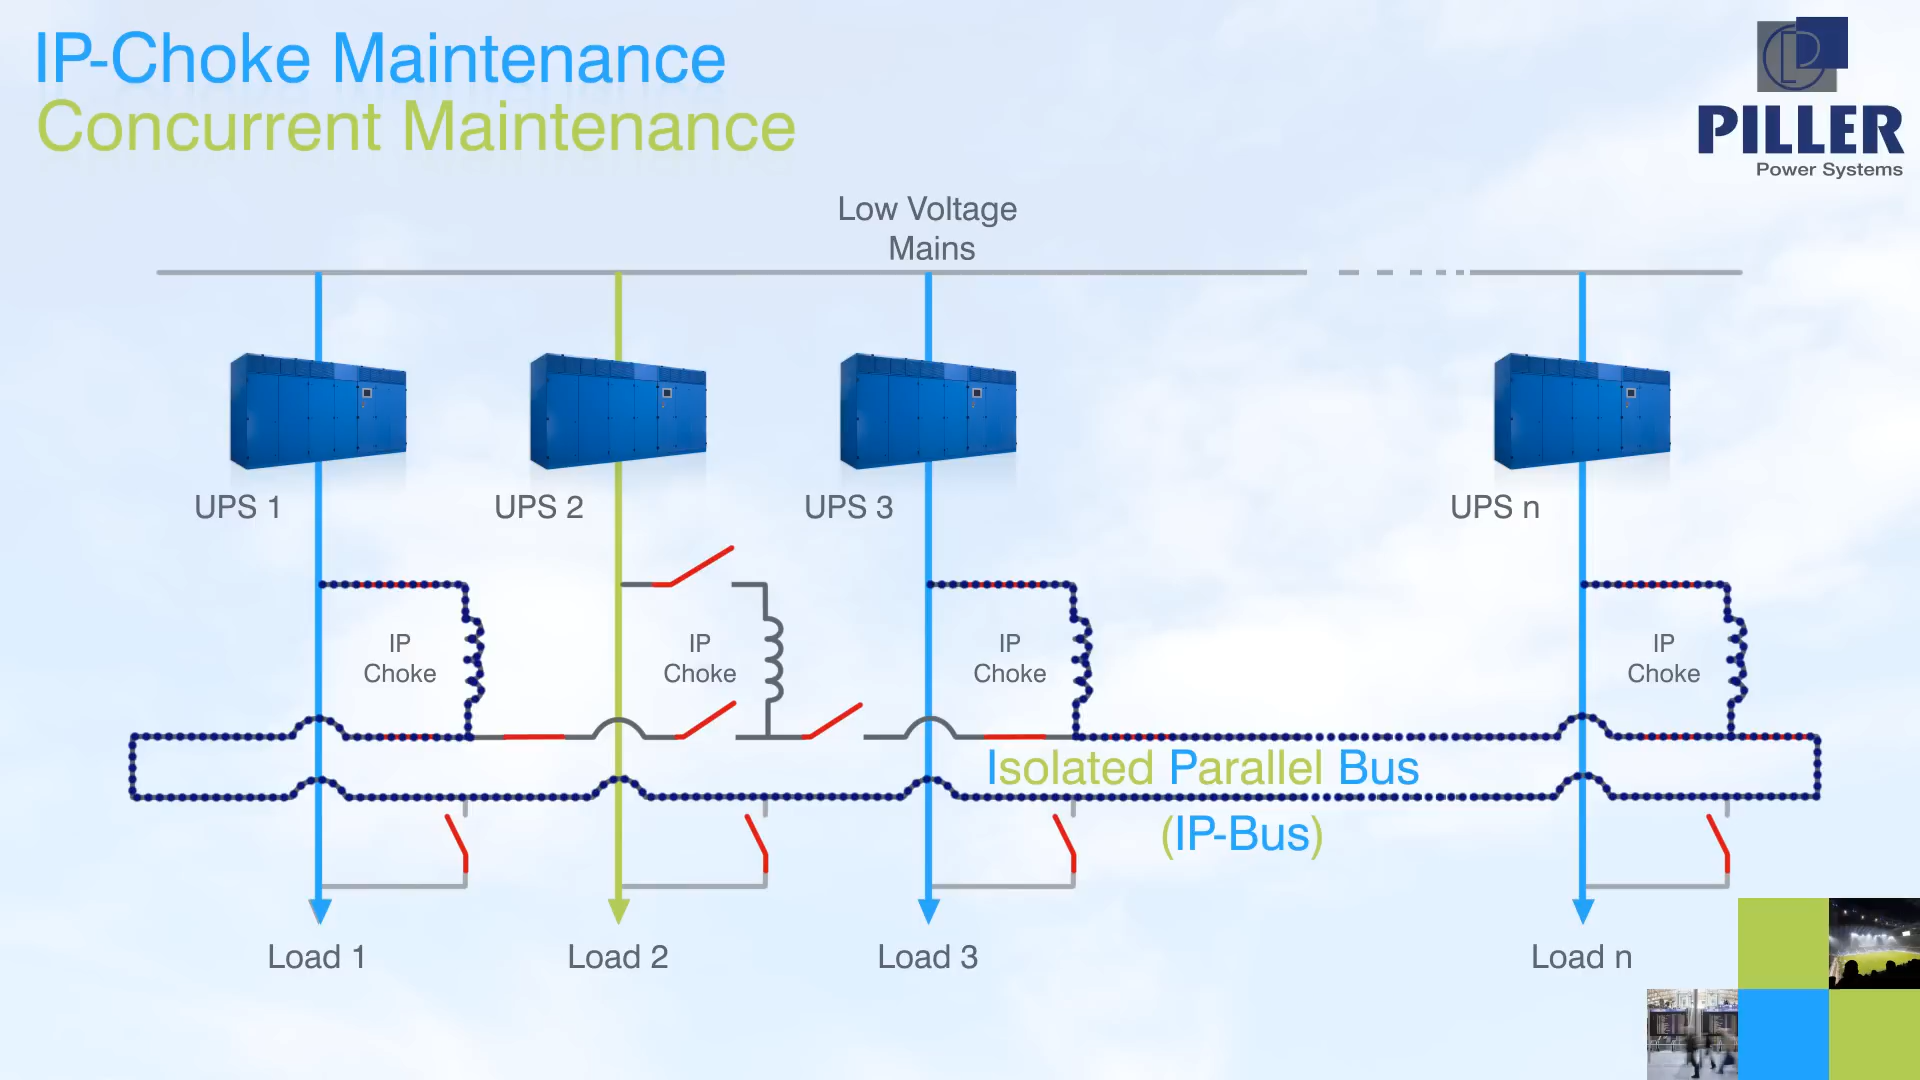 IP-Choke Maintenance
Concurrent Maintenance
PILLER
Power Systems
Low Voltage
Mains
UPS 1
UPS 2
UPS 3
UPS n
IP
Choke
IP
Choke
IP
Choke
IP
Choke
Isolated Parallel Bus
(IP-Bus)
Load 1
Load 2
Load 3
Load n